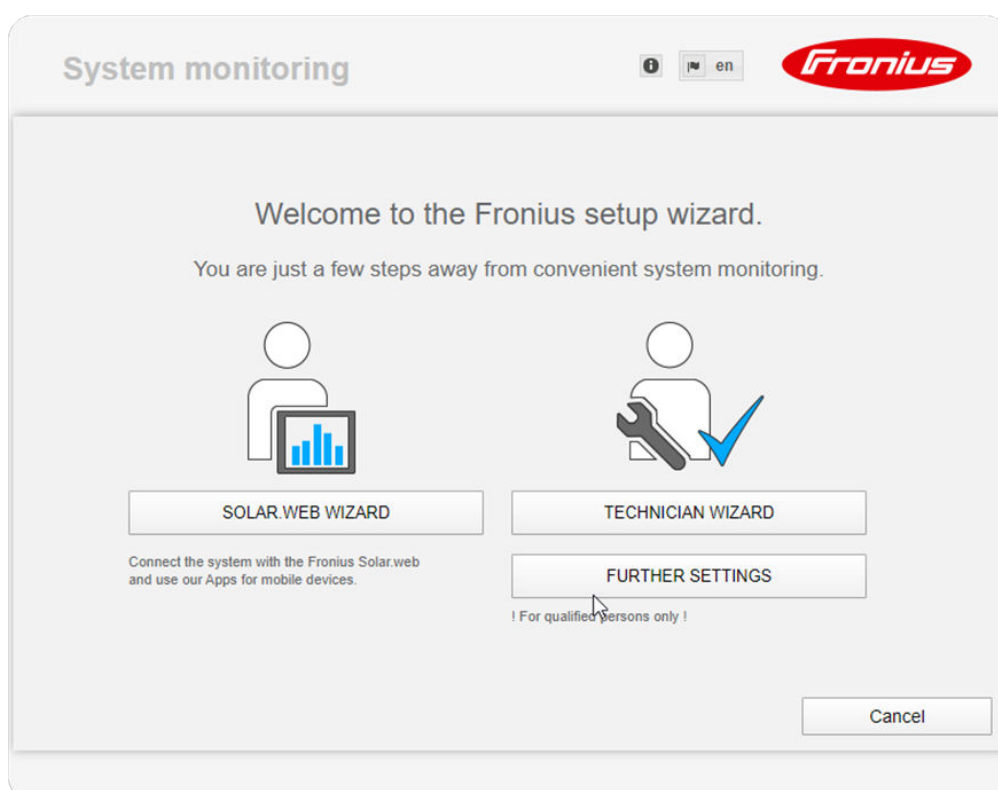 System monitoring
en
Fronius
Welcome to the Fronius setup wizard.
You are just a few steps away from convenient system monitoring.
SOLAR.WEB WIZARD
Connect the system with the Fronius Solar.web
and use our Apps for mobile devices.
TECHNICIAN WIZARD
FURTHER SETTINGS
! For qualified persons only !
Cancel